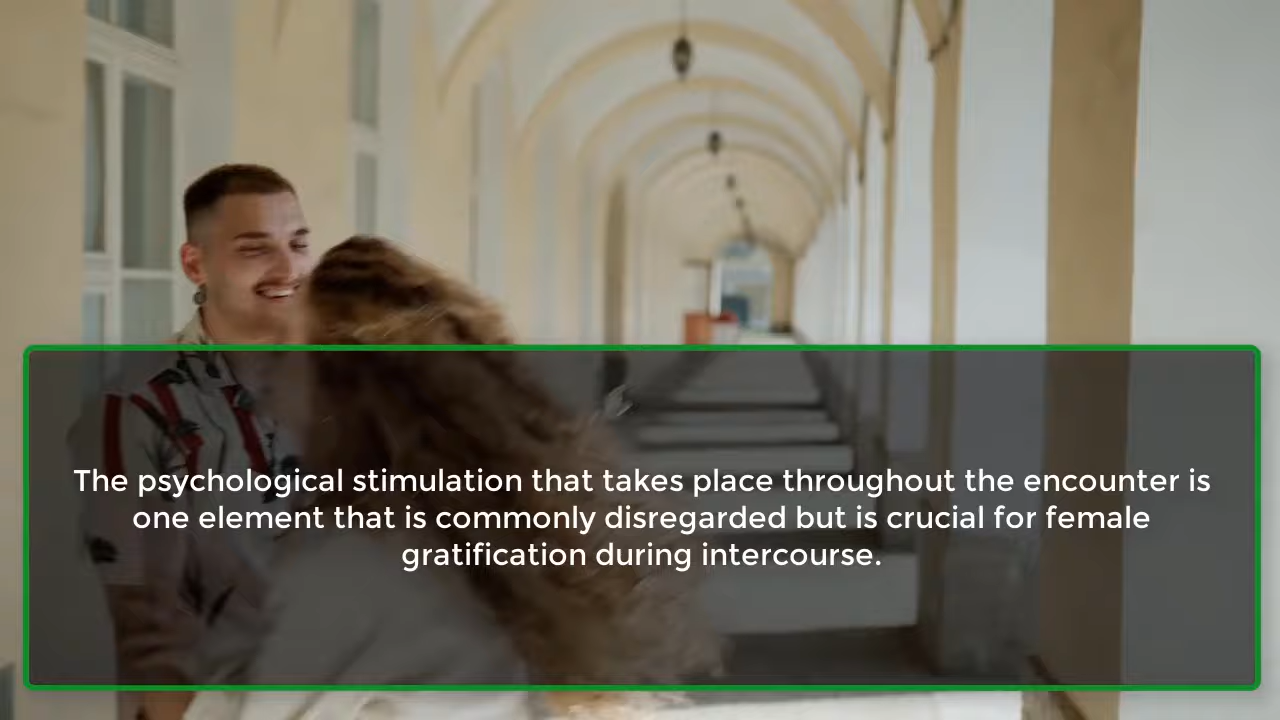 The psychological stimulation that takes place throughout the encounter is
one element that is commonly disregarded but is crucial for female
gratification during intercourse.